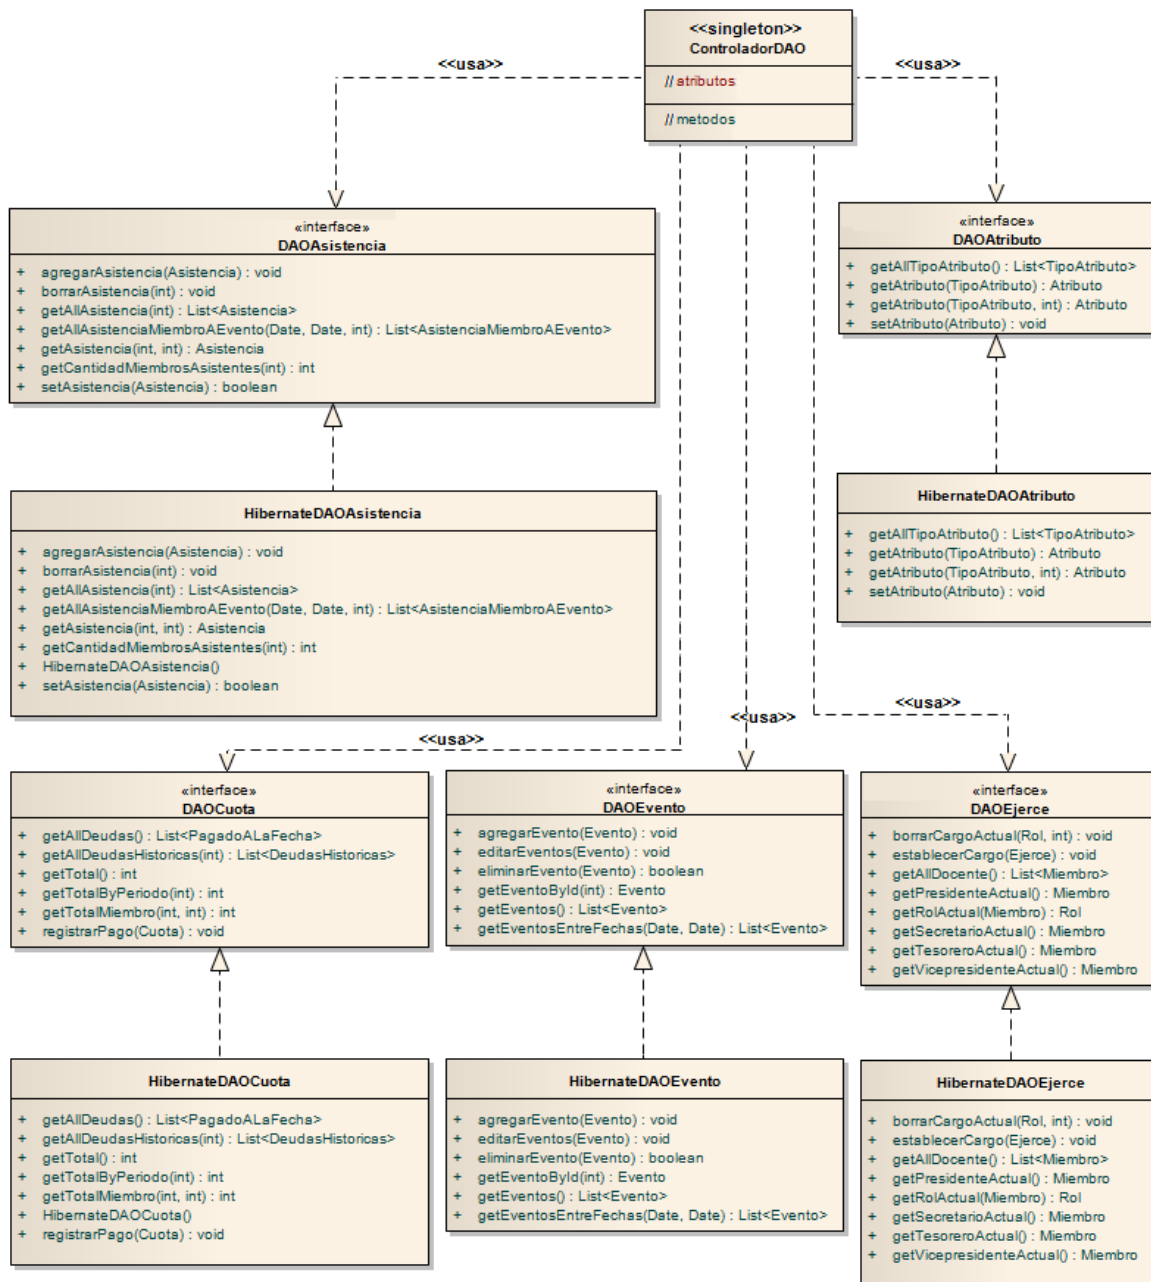 <<singleton>>
ControladorDAO
// atributos
// metodos
<<usa>>
<<usa>>
«interface»
DAOAsistencia
+ agregarAsistencia(Asistencia) : void
+ borrarAsistencia(int) : void
+ getAllAsistencia(int) : List<Asistencia>
+ getAllAsistenciaMiembroAEvento(Date, Date, int) : List<AsistenciaMiembroAEvento>
+ getAsistencia(int, int) : Asistencia
+ getCantidadMiembrosAsistentes(int) : int
+ setAsistencia(Asistencia) : boolean
«interface»
DAOAtributo
+ getAllTipoAtributo() : List<TipoAtributo>
+ getAtributo(TipoAtributo) : Atributo
+ getAtributo(TipoAtributo, int) : Atributo
+ setAtributo(Atributo) : void
HibernateDAOAsistencia
+ agregarAsistencia(Asistencia) : void
+ borrarAsistencia(int) : void
+ getAllAsistencia(int) : List<Asistencia>
+ getAllAsistenciaMiembroAEvento(Date, Date, int) : List<AsistenciaMiembroAEvento>
+ getAsistencia(int, int) : Asistencia
+ getCantidadMiembrosAsistentes(int) : int
+ HibernateDAOAsistencia()
+ setAsistencia(Asistencia) : boolean
HibernateDAOAtributo
+ getAllTipoAtributo() : List<TipoAtributo>
+ getAtributo(TipoAtributo) : Atributo
+ getAtributo(TipoAtributo, int) : Atributo
+ setAtributo(Atributo) : void
<<usa>>
<<usa>>
<<usa>>
«interface»
DAOCuota
+ getAllDeudas() : List<PagadoALaFecha>
+ getAllDeudasHistoricas(int) : List<DeudasHistoricas>
+ getTotal() : int
+ getTotalByPeriodo(int) : int
+ getTotalMiembro(int, int) : int
+ registrarPago(Cuota) : void
«interface»
DAOEvento
+ agregarEvento(Evento) : void
+ editarEventos(Evento) : void
+ eliminarEvento(Evento) : boolean
+ getEventoById(int) : Evento
+ getEventos() : List<Evento>
+ getEventosEntreFechas(Date, Date) : List<Evento>
«interface»
DAOEjerce
+ borrarCargoActual(Rol, int) : void
+ establecerCargo(Ejerce) : void
+ getAllDocente() : List<Miembro>
+ getPresidenteActual() : Miembro
+ getRolActual(Miembro) : Rol
+ getSecretarioActual() : Miembro
+ getTesoreroActual() : Miembro
+ getVicepresidenteActual() : Miembro
HibernateDAOCuota
+ getAllDeudas() : List<PagadoALaFecha>
+ getAllDeudasHistoricas(int) : List<DeudasHistoricas>
+ getTotal() : int
+ getTotalByPeriodo(int) : int
+ getTotalMiembro(int, int) : int
+ HibernateDAOCuota()
+ registrarPago(Cuota) : void
HibernateDAOEvento
+ agregarEvento(Evento) : void
+ editarEventos(Evento) : void
+ eliminarEvento(Evento) : boolean
+ getEventoById(int) : Evento
+ getEventos() : List<Evento>
+ getEventosEntreFechas(Date, Date) : List<Evento>
HibernateDAOEjerce
+ borrarCargoActual(Rol, int) : void
+ establecerCargo(Ejerce) : void
+ getAllDocente() : List<Miembro>
+ getPresidenteActual() : Miembro
+ getRolActual(Miembro) : Rol
+ getSecretarioActual() : Miembro
+ getTesoreroActual() : Miembro
+ getVicepresidenteActual() : Miembro